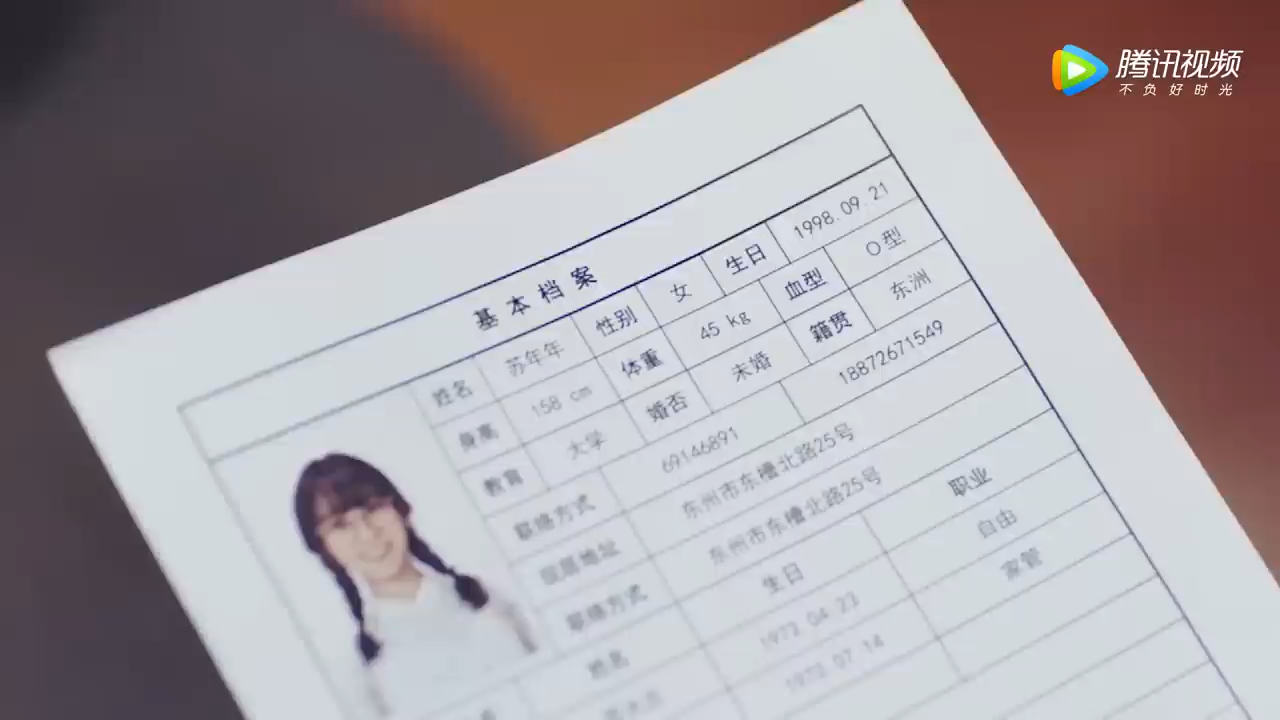 腾讯视频
不负好时光
基本档案
姓名 苏年年 性别 女 生日 1998.09.21
身高 158 cm 体重 45 kg 血型 O型
教育 大学 婚否 未婚 籍贯 东洲
联络方式 69146891 18872671549
居居地址 东州市东槽北路25号
联络方式 东州市东槽北路25号
姓名 生日 职业
1972.04.23 自由
1970.07.14 家管